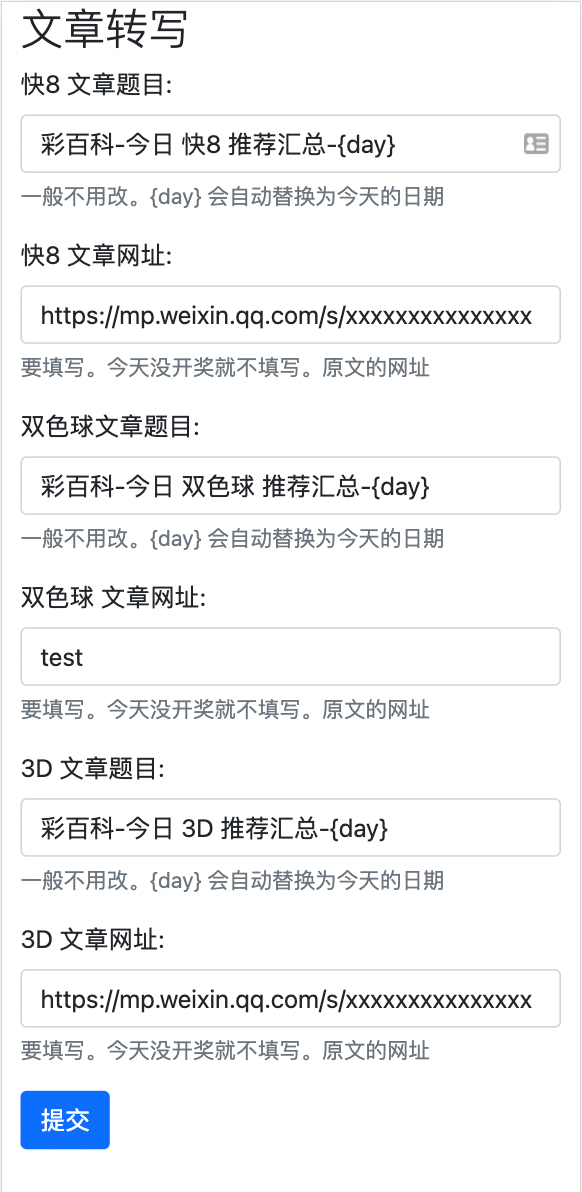 文章转写
快8 文章题目:
彩百科-今日 快8 推荐汇总-{day}
一般不用改。{day} 会自动替换为今天的日期
快8 文章网址:
https://mp.weixin.qq.com/s/xxxxxxxxxxxxxxx
要填写。今天没开奖就不填写。原文的网址
双色球文章题目:
彩百科-今日 双色球 推荐汇总-{day}
一般不用改。{day} 会自动替换为今天的日期
双色球 文章网址:
test
要填写。今天没开奖就不填写。原文的网址
3D 文章题目:
彩百科-今日 3D 推荐汇总-{day}
一般不用改。{day} 会自动替换为今天的日期
3D 文章网址:
https://mp.weixin.qq.com/s/xxxxxxxxxxxxxxx
要填写。今天没开奖就不填写。原文的网址
提交